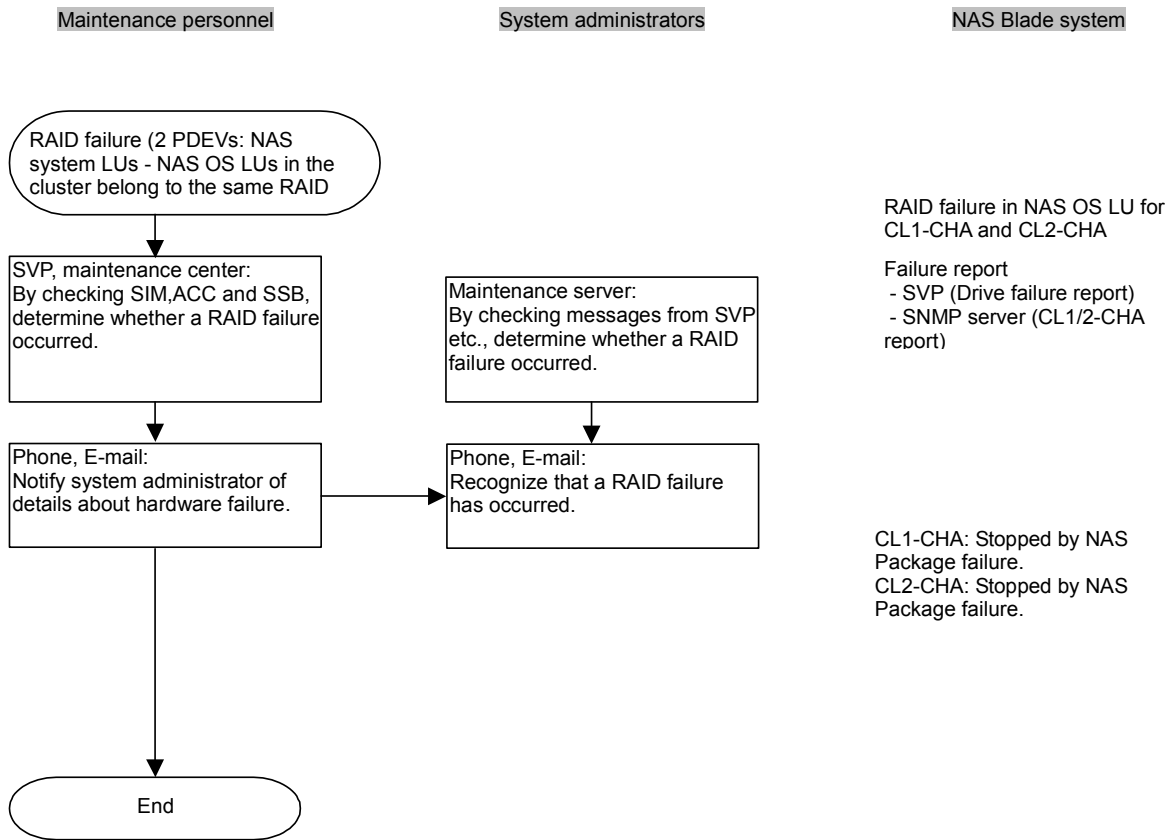 Maintenance personnel
System administrators
NAS Blade system
RAID failure (2 PDEVs: NAS
system LUs - NAS OS LUs in the
cluster belong to the same RAID
SVP, maintenance center:
By checking SIM,ACC and SSB,
determine whether a RAID failure
occurred.
Maintenance server:
By checking messages from SVP
etc., determine whether a RAID
failure occurred.
RAID failure in NAS OS LU for
CL1-CHA and CL2-CHA
Failure report
- SVP (Drive failure report)
- SNMP server (CL1/2-CHA
report)
Phone, E-mail:
Notify system administrator of
details about hardware failure.
Phone, E-mail:
Recognize that a RAID failure
has occurred.
CL1-CHA: Stopped by NAS
Package failure.
CL2-CHA: Stopped by NAS
Package failure.
End